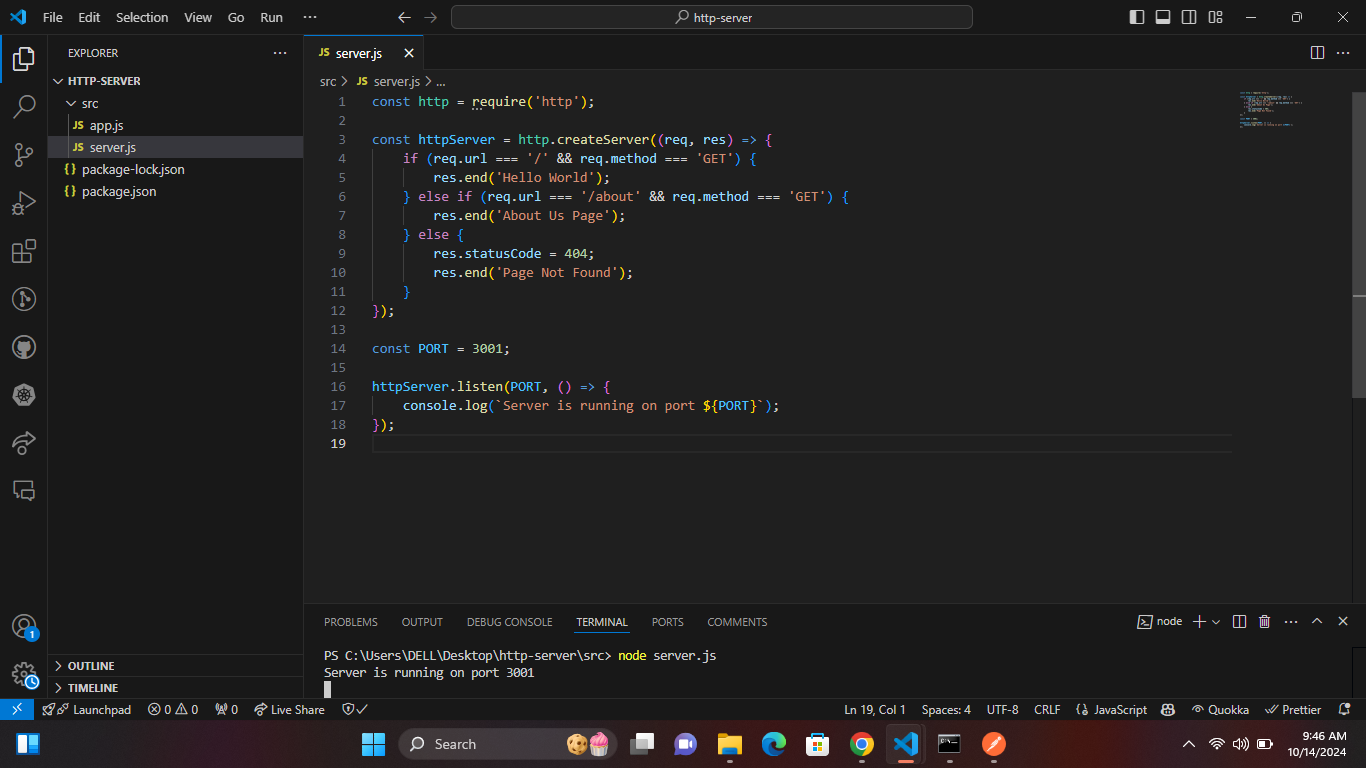 File Edit Selection View Go Run ··· http-server
EXPLORER ···
HTTP-SERVER
src
JS app.js
JS server.js
{} package-lock.json
{} package.json
OUTLINE
TIMELINE
JS server.js
src > JS server.js > ...
1 const http = require('http');
2
3 const httpServer = http.createServer((req, res) => {
4 if (req.url === '/' && req.method === 'GET') {
5 res.end('Hello World');
6 } else if (req.url === '/about' && req.method === 'GET') {
7 res.end('About Us Page');
8 } else {
9 res.statusCode = 404;
10 res.end('Page Not Found');
11 }
12 });
13
14 const PORT = 3001;
15
16 httpServer.listen(PORT, () => {
17 console.log(`Server is running on port ${PORT}`);
18 });
19
PROBLEMS OUTPUT DEBUG CONSOLE TERMINAL PORTS COMMENTS node
PS C:\Users\DELL\Desktop\http-server\src> node server.js
Server is running on port 3001
1
Launchpad 0 0 0 Live Share Ln 19, Col 1 Spaces: 4 UTF-8 CRLF {} JavaScript Quokka Prettier
Search
9:46 AM
10/14/2024